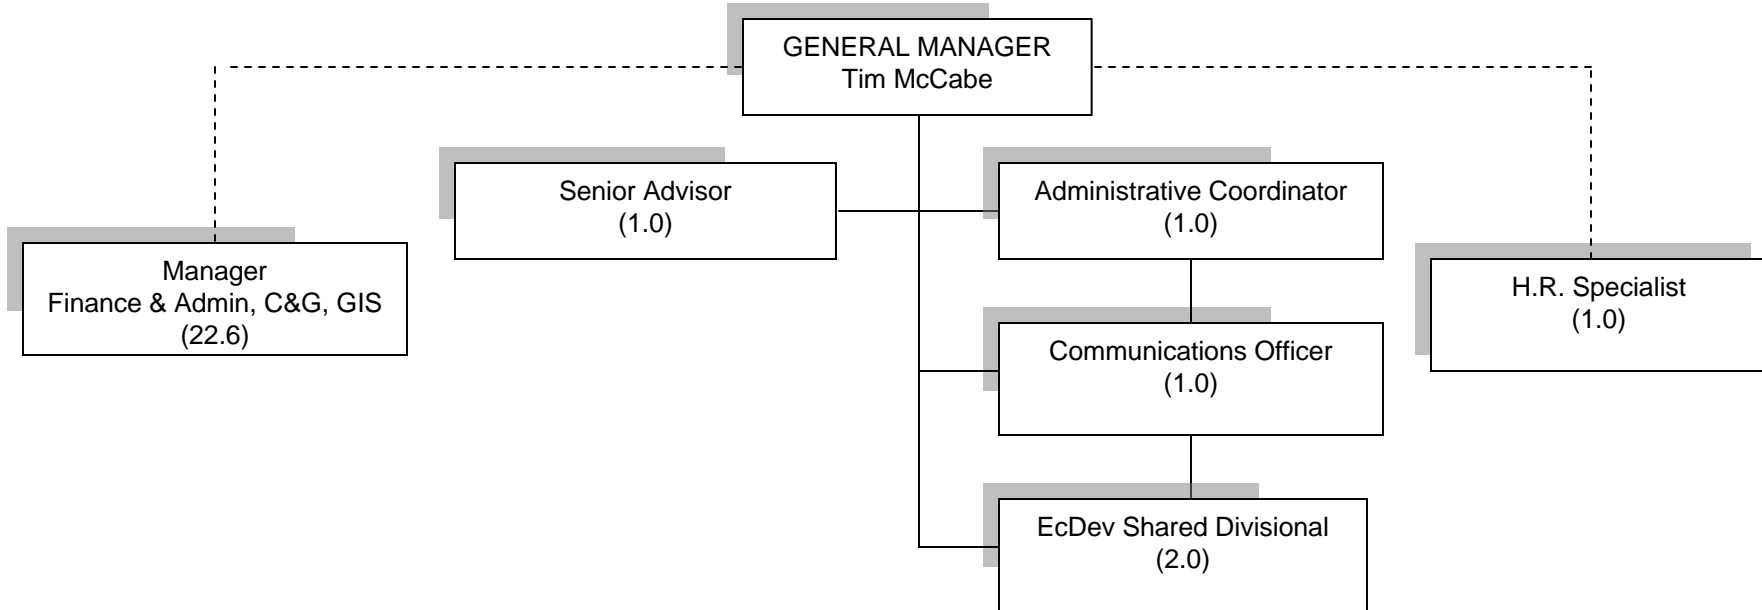 GENERAL MANAGER
Tim McCabe
Senior Advisor
(1.0)
Administrative Coordinator
(1.0)
Manager
Finance & Admin, C&G, GIS
(22.6)
H.R. Specialist
(1.0)
Communications Officer
(1.0)
EcDev Shared Divisional
(2.0)